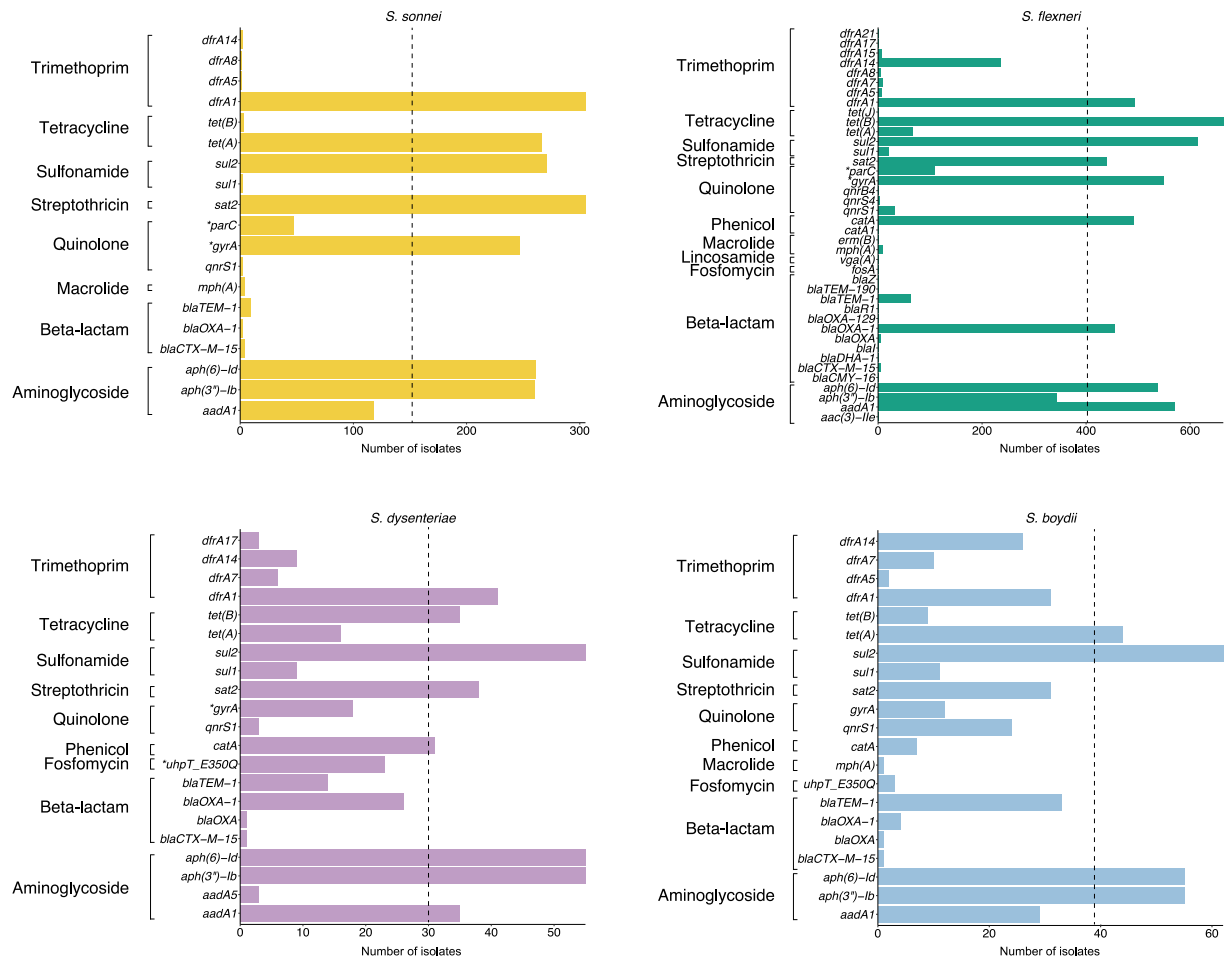 S. sonnei
Trimethoprim
dfrA14
dfrA8
dfrA5
dfrA1
Tetracycline
tet(B)
tet(A)
Sulfonamide
sul2
sul1
Streptothricin
sat2
Quinolone
*parC
*gyrA
qnrS1
Macrolide
mph(A)
Beta-lactam
blaTEM−1
blaOXA−1
blaCTX−M−15
Aminoglycoside
aph(6)−Id
aph(3")−Ib
aadA1
0 100 200 300
Number of isolates
S. flexneri
Trimethoprim
dfrA21
dfrA17
dfrA15
dfrA14
dfrA8
dfrA7
dfrA5
dfrA1
Tetracycline
tet(J)
tet(B)
tet(A)
Sulfonamide
sul2
sul1
Streptothricin
sat2
Quinolone
*parC
*gyrA
qnrB4
qnrS4
qnrS1
Phenicol
catA
catA1
Macrolide
erm(B)
mph(A)
Lincosamide
vga(A)
Fosfomycin
fosA
Beta-lactam
blaZ
blaTEM−190
blaTEM−1
blaR1
blaOXA−129
blaOXA−1
blaOXA
blaI
blaDHA−1
blaCTX−M−15
blaCMY−16
Aminoglycoside
aph(6)−Id
aph(3")−Ib
aadA1
aac(3)−IIe
0 200 400 600
Number of isolates
S. dysenteriae
Trimethoprim
dfrA17
dfrA14
dfrA7
dfrA1
Tetracycline
tet(B)
tet(A)
Sulfonamide
sul2
sul1
Streptothricin
sat2
Quinolone
*gyrA
qnrS1
Phenicol
catA
Fosfomycin
*uhpT_E350Q
Beta-lactam
blaTEM−1
blaOXA−1
blaOXA
blaCTX−M−15
Aminoglycoside
aph(6)−Id
aph(3")−Ib
aadA5
aadA1
0 10 20 30 40 50
Number of isolates
S. boydii
Trimethoprim
dfrA14
dfrA7
dfrA5
dfrA1
Tetracycline
tet(B)
tet(A)
Sulfonamide
sul2
sul1
Streptothricin
sat2
Quinolone
gyrA
qnrS1
Phenicol
catA
Macrolide
mph(A)
Fosfomycin
uhpT_E350Q
Beta-lactam
blaTEM−1
blaOXA−1
blaOXA
blaCTX−M−15
Aminoglycoside
aph(6)−Id
aph(3")−Ib
aadA1
0 20 40 60
Number of isolates